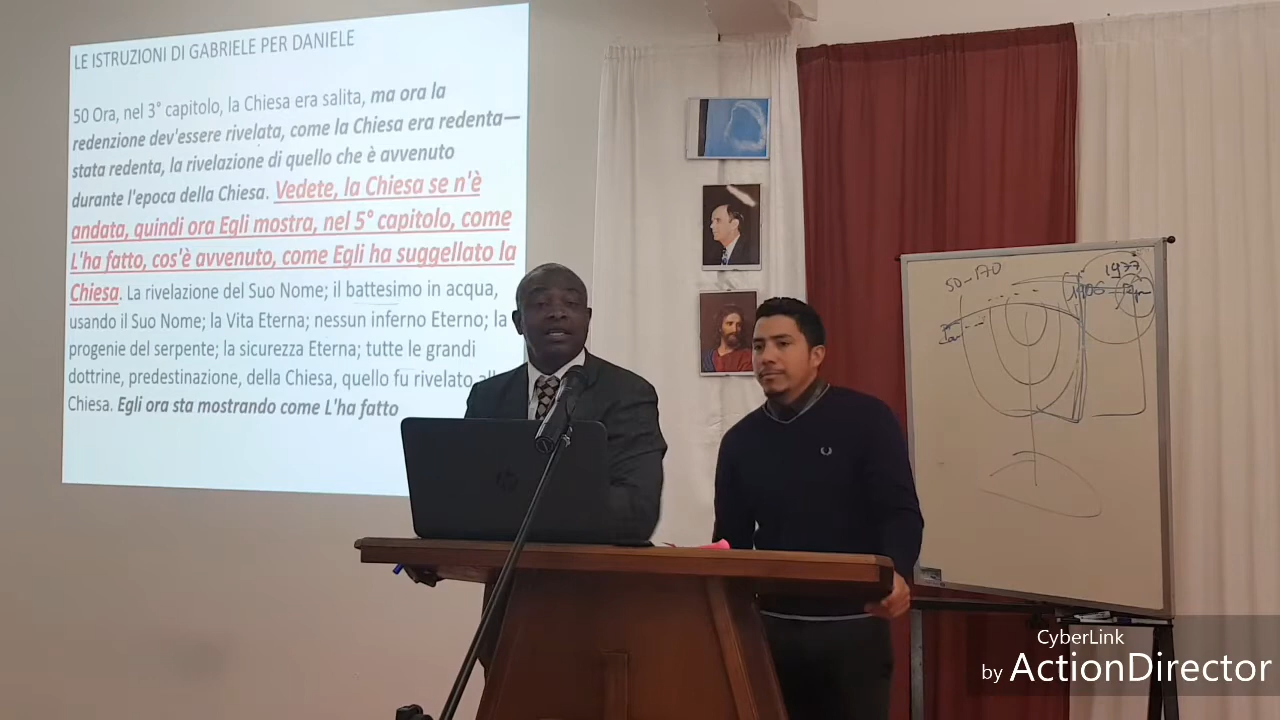 LE ISTRUZIONI DI GABRIELE PER DANIELE
50 Ora, nel 3° capitolo, la Chiesa era salita, ma ora la
redenzione dev'essere rivelata, come la Chiesa era redenta—
stata redenta, la rivelazione di quello che è avvenuto
durante l'epoca della Chiesa. Vedete, la Chiesa se n'è
andata, quindi ora Egli mostra, nel 5° capitolo, come
L'ha fatto, cos'è avvenuto, come Egli ha suggellato la
Chiesa. La rivelazione del Suo Nome; il battesimo in acqua,
usando il Suo Nome; la Vita Eterna; nessun inferno Eterno; la
progenie del serpente; la sicurezza Eterna; tutte le grandi
dottrine, predestinazione, della Chiesa, quello fu rivelato
Chiesa. Egli ora sta mostrando come L'ha fatto
50-170
1906
hp
CyberLink
by ActionDirector